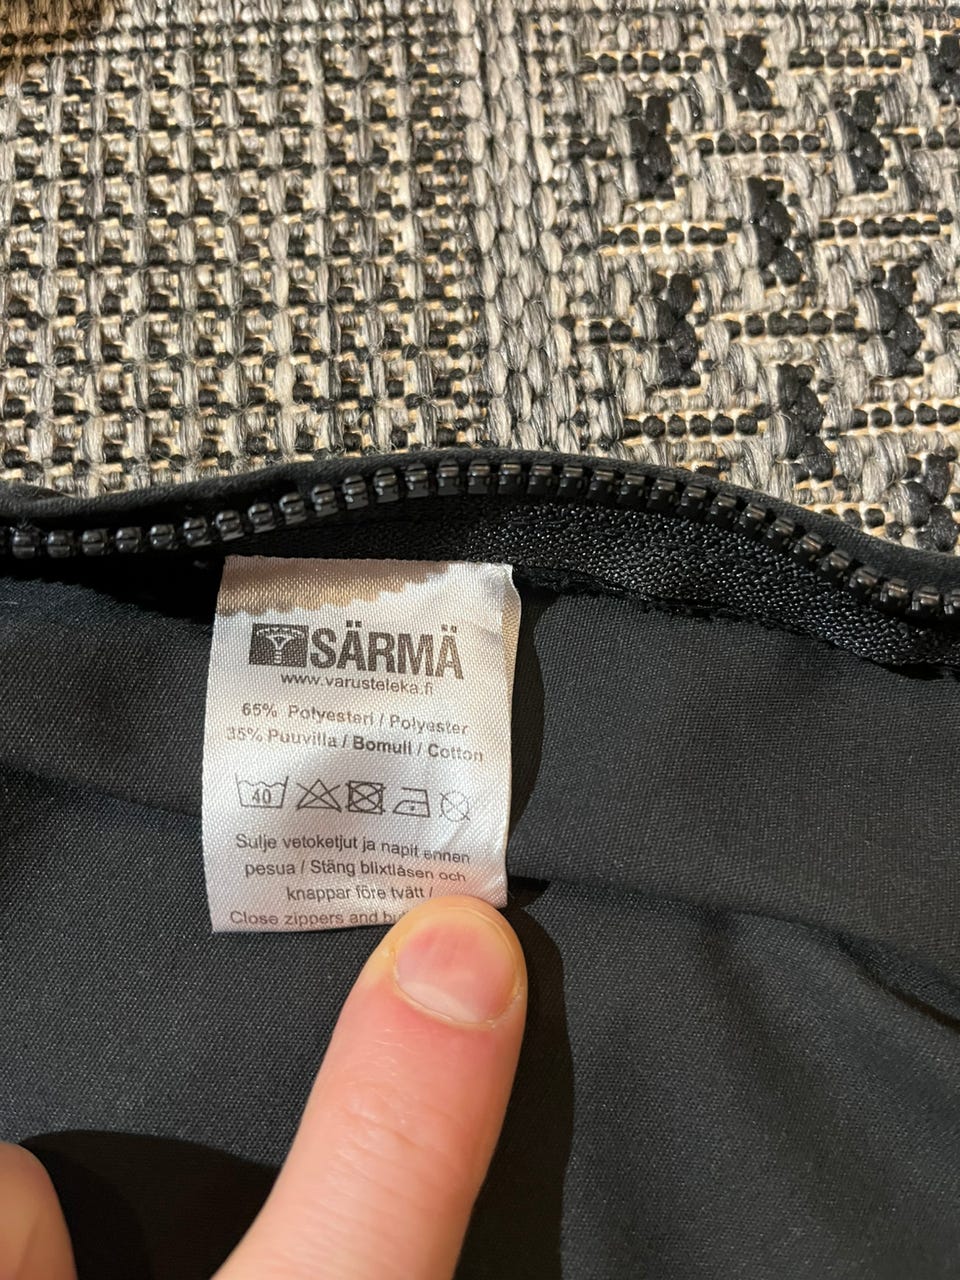 SÄRMÄ
www.varusteleka.fi
65% Polyesteri / Polyester
35% Puuvilla / Bomull / Cotton
40
Sulje vetoketjut ja napit ennen
pesua / Stäng blixtlåsen och
knappar före tvätt /
Close zippers and